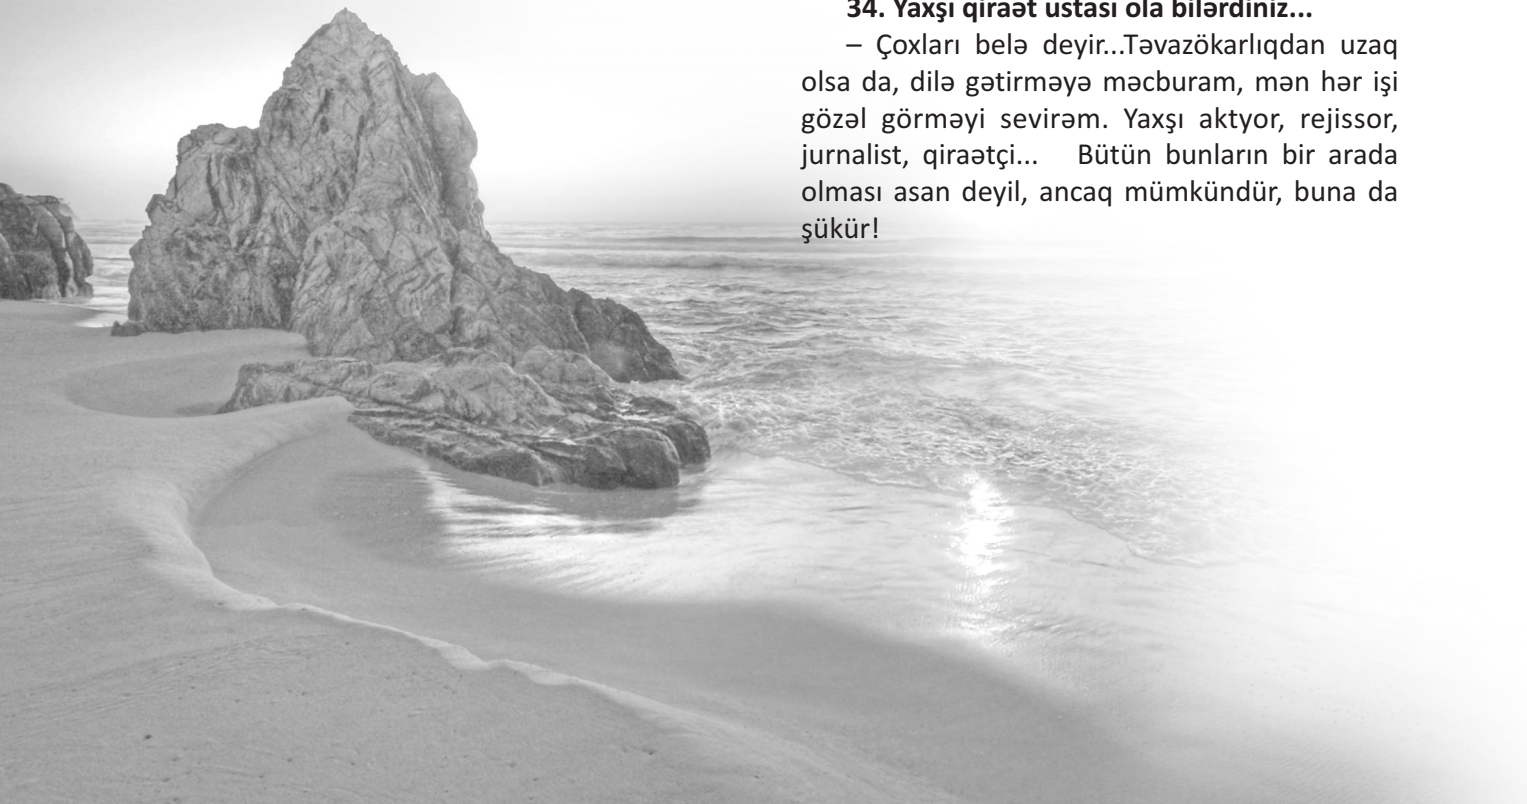 34. Yaxşı qiraət ustası ola bilərdiniz...
– Çoxları belə deyir...Təvazökarlıqdan uzaq
olsa da, dilə gətirməyə məcburam, mən hər işi
gözəl görməyi sevirəm. Yaxşı aktyor, rejissor,
jurnalist, qiraətçi... Bütün bunların bir arada
olması asan deyil, ancaq mümkündür, buna da
şükür!